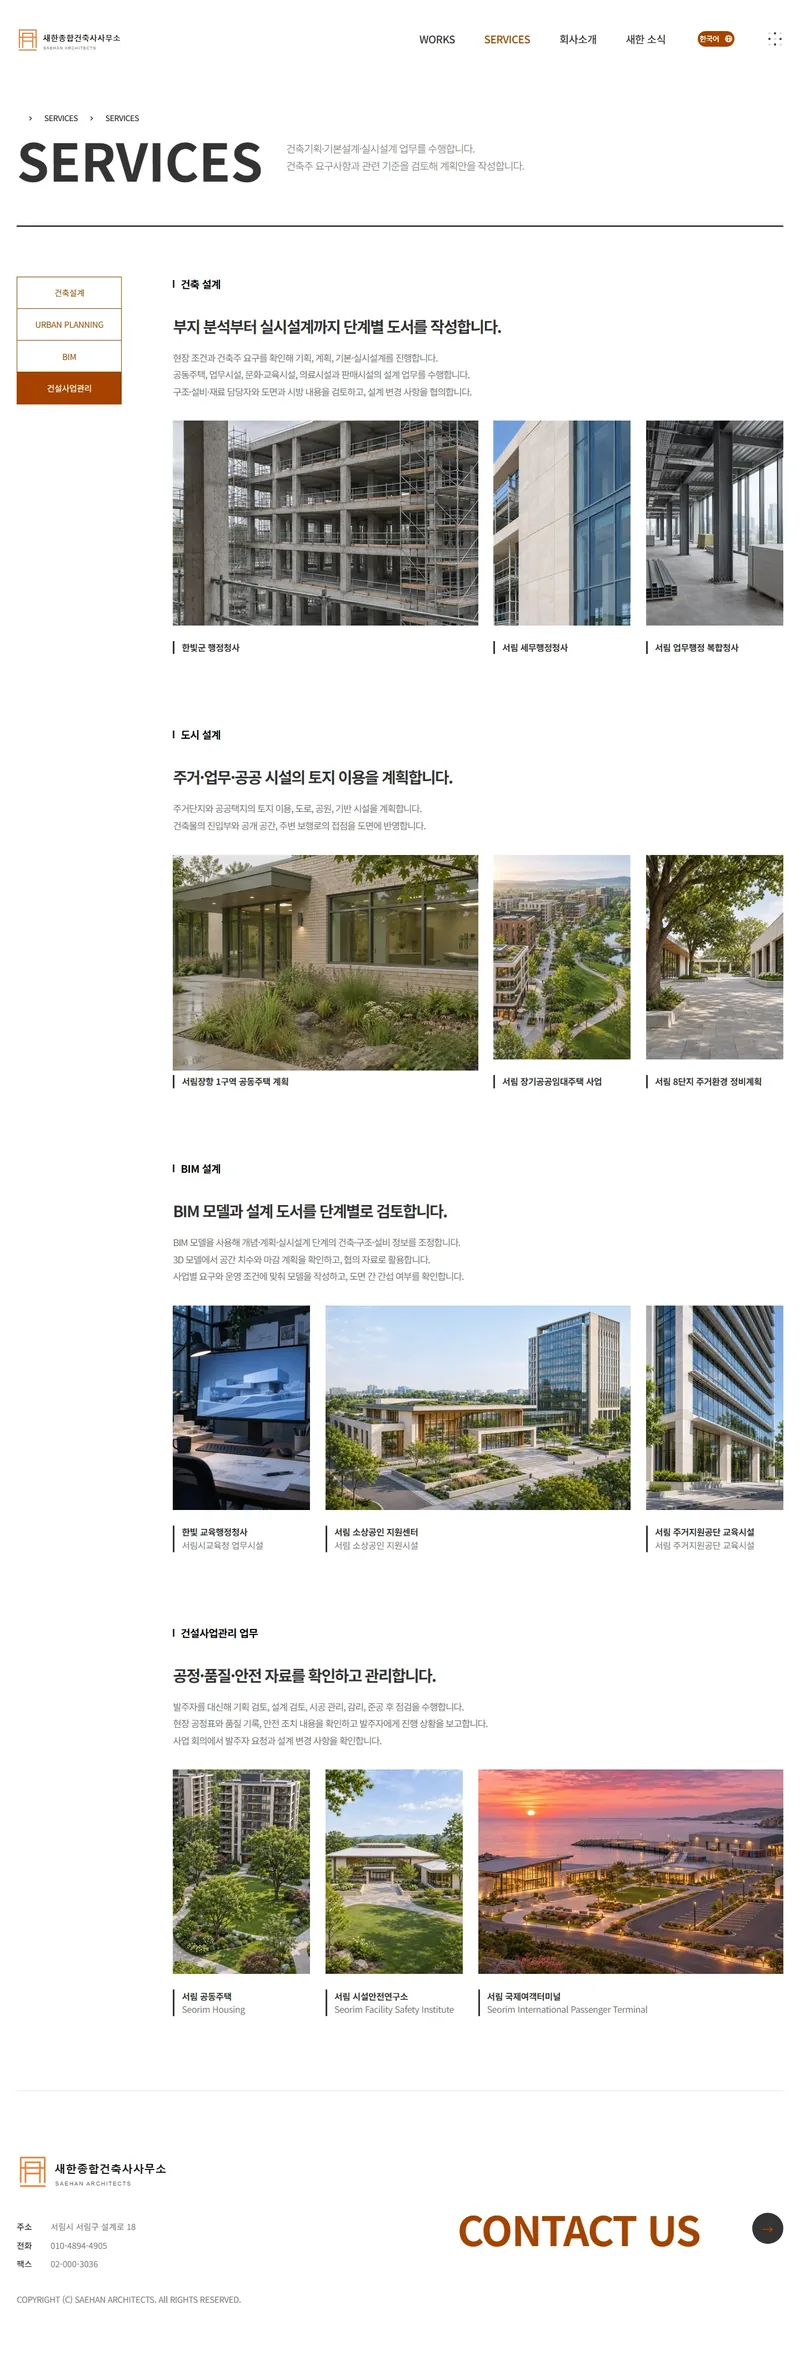 새한종합건축사사무소
SAEHAN ARCHITECTS
WORKS
SERVICES
회사소개
새한 소식
한국어
SERVICES
SERVICES
SERVICES
건축기획·기본설계·실시설계 업무를 수행합니다.
건축주 요구사항과 관련 기준을 검토해 계획안을 작성합니다.
건축설계
URBAN PLANNING
BIM
건설사업관리
건축 설계
부지 분석부터 실시설계까지 단계별 도서를 작성합니다.
현장 조건과 건축주 요구를 확인해 기획, 계획, 기본·실시설계를 진행합니다.
공동주택, 업무시설, 문화·교육시설, 의료시설과 판매시설의 설계 업무를 수행합니다.
구조·설비·재료 담당자와 도면과 시방 내용을 검토하고, 설계 변경 사항을 협의합니다.
한빛군 행정청사
서림 세무행정청사
서림 업무행정 복합청사
도시 설계
주거·업무·공공 시설의 토지 이용을 계획합니다.
주거단지와 공공택지의 토지 이용, 도로, 공원, 기반 시설을 계획합니다.
건축물의 진입부와 공개 공간, 주변 보행로의 접점을 도면에 반영합니다.
서림장항 1구역 공동주택 계획
서림 장기공공임대주택 사업
서림 8단지 주거환경 정비계획
BIM 설계
BIM 모델과 설계 도서를 단계별로 검토합니다.
BIM 모델을 사용해 개념·계획·실시설계 단계의 건축·구조·설비 정보를 조정합니다.
3D 모델에서 공간 치수와 마감 계획을 확인하고, 협의 자료로 활용합니다.
사업별 요구와 운영 조건에 맞춰 모델을 작성하고, 도면 간 간섭 여부를 확인합니다.
한빛 교육행정청사
서림시교육청 업무시설
서림 소상공인 지원센터
서림 소상공인 지원시설
서림 주거지원공단 교육시설
서림 주거지원공단 교육시설
건설사업관리 업무
공정·품질·안전 자료를 확인하고 관리합니다.
발주자를 대신해 기획 검토, 설계 검토, 시공 관리, 감리, 준공 후 점검을 수행합니다.
현장 공정표와 품질 기록, 안전 조치 내용을 확인하고 발주자에게 진행 상황을 보고합니다.
사업 회의에서 발주자 요청과 설계 변경 사항을 확인합니다.
서림 공동주택
Seorim Housing
서림 시설안전연구소
Seorim Facility Safety Institute
서림 국제여객터미널
Seorim International Passenger Terminal
새한종합건축사사무소
SAEHAN ARCHITECTS
주소 서림시 서림구 설계로 18
전화 010-4894-4905
팩스 02-000-3036
CONTACT US
COPYRIGHT (C) SAEHAN ARCHITECTS. All RIGHTS RESERVED.